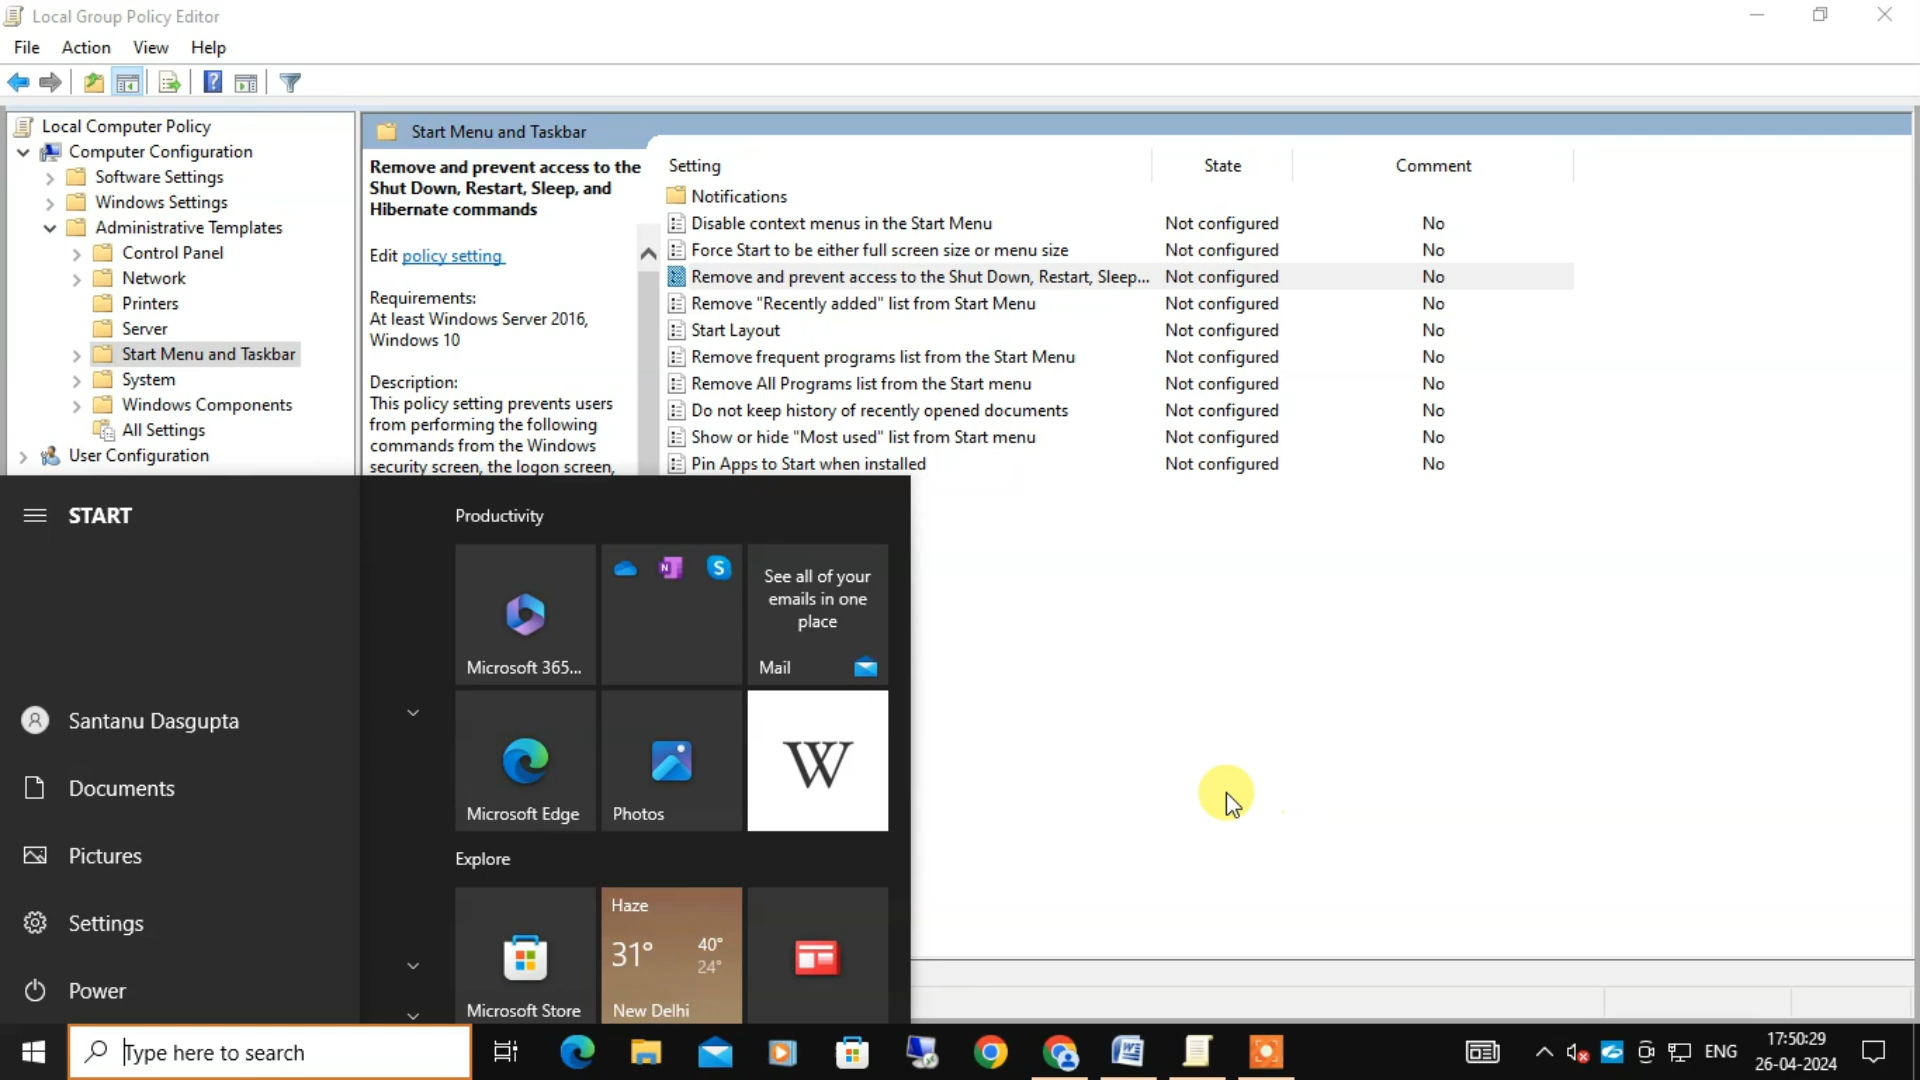 Local Group Policy Editor
File Action View Help
Local Computer Policy
Computer Configuration
Software Settings
Windows Settings
Administrative Templates
Control Panel
Network
Printers
Server
Start Menu and Taskbar
System
Windows Components
All Settings
User Configuration
Start Menu and Taskbar
Remove and prevent access to the
Shut Down, Restart, Sleep, and
Hibernate commands
Edit policy setting
Requirements:
At least Windows Server 2016,
Windows 10
Description:
This policy setting prevents users
from performing the following
commands from the Windows
security screen, the logon screen,
Setting State Comment
Notifications
Disable context menus in the Start Menu Not configured No
Force Start to be either full screen size or menu size Not configured No
Remove and prevent access to the Shut Down, Restart, Sleep... Not configured No
Remove "Recently added" list from Start Menu Not configured No
Start Layout Not configured No
Remove frequent programs list from the Start Menu Not configured No
Remove All Programs list from the Start menu Not configured No
Do not keep history of recently opened documents Not configured No
Show or hide "Most used" list from Start menu Not configured No
Pin Apps to Start when installed Not configured No
START
Santanu Dasgupta
Documents
Pictures
Settings
Power
Productivity
Microsoft 365...
N
S
See all of your
emails in one
place
Mail
Microsoft Edge
Photos
W
Explore
Microsoft Store
Haze
31° 40°
24°
New Delhi
Type here to search
W
ENG
17:50:29
26-04-2024